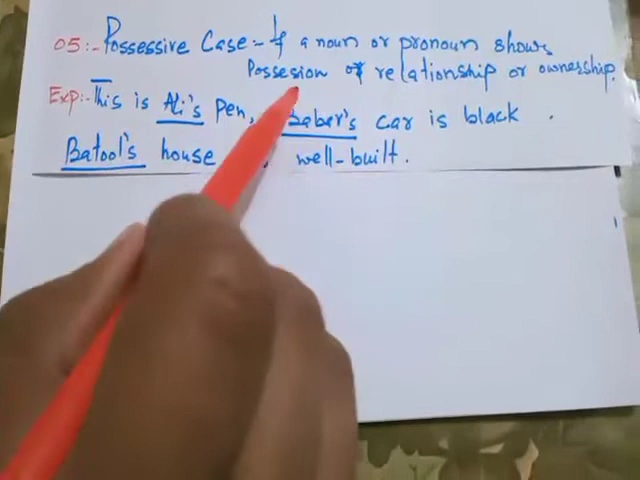 05:- Possessive Case:- If a noun or pronoun shows
Possesion of relationship or ownership.
Exp:- This is Ali's Pen, Baber's car is black .
Batool's house well-built.